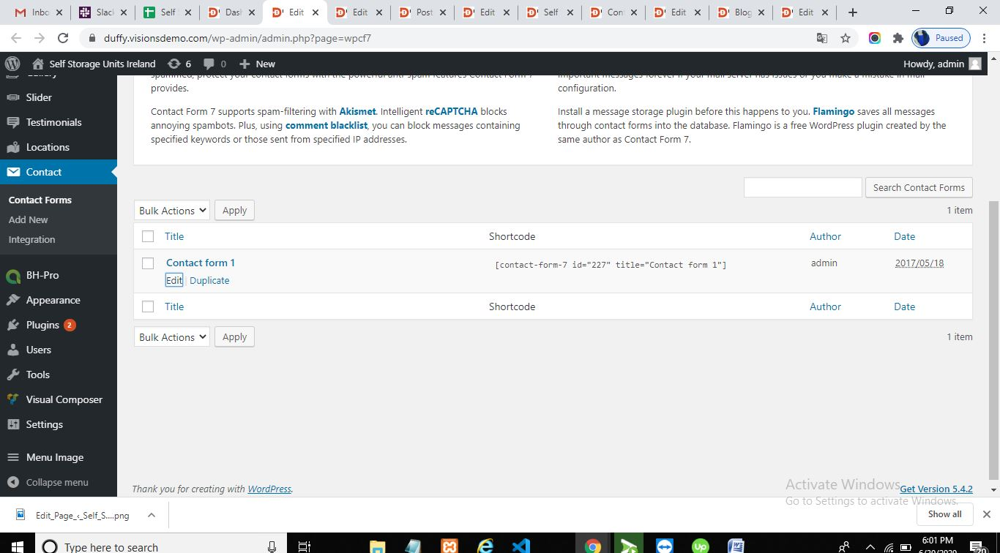 Inbo
Slac
Self
Dasl
Edit
Edit
Post
Edit
Self
Con
Edit
Blog
Edit
duffy.visionsdemo.com/wp-admin/admin.php?page=wpcf7
Paused
Self Storage Units Ireland
6
0
New
Howdy, admin
provides.
configuration.
Slider
Testimonials
Locations
Contact
Contact Forms
Add New
Integration
BH-Pro
Appearance
Plugins 2
Users
Tools
Visual Composer
Settings
Menu Image
Collapse menu
Contact Form 7 supports spam-filtering with Akismet. Intelligent reCAPTCHA blocks
annoying spambots. Plus, using comment blacklist, you can block messages containing
specified keywords or those sent from specified IP addresses.
Install a message storage plugin before this happens to you. Flamingo saves all messages
through contact forms into the database. Flamingo is a free WordPress plugin created by the
same author as Contact Form 7.
Search Contact Forms
Bulk Actions
Apply
1 item
Title Shortcode Author Date
Contact form 1 [contact-form-7 id="227" title="Contact form 1"] admin 2017/05/18
Edit | Duplicate
Title Shortcode Author Date
Bulk Actions
Apply
1 item
Thank you for creating with WordPress.
Activate Windows
Go to Settings to activate Windows.
Get Version 5.4.2
Edit_Page_‹_Self_S....png
Show all
Type here to search
6:01 PM